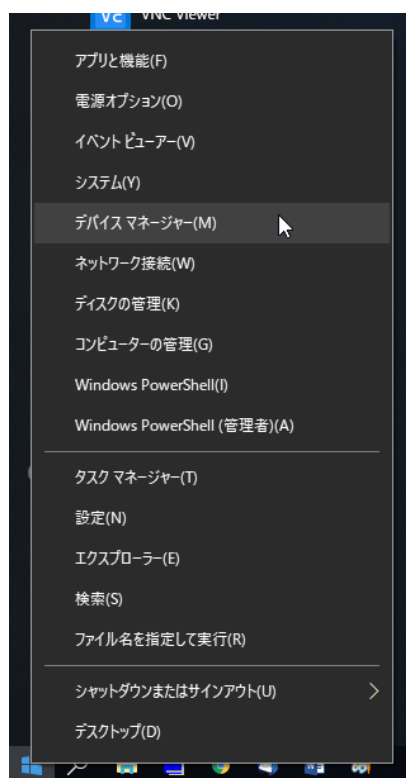 VNC Viewer
アプリと機能(F)
電源オプション(O)
イベント ビューアー(V)
システム(Y)
デバイス マネージャー(M)
ネットワーク接続(W)
ディスクの管理(K)
コンピューターの管理(G)
Windows PowerShell(I)
Windows PowerShell (管理者)(A)
タスク マネージャー(T)
設定(N)
エクスプローラー(E)
検索(S)
ファイル名を指定して実行(R)
シャットダウンまたはサインアウト(U)
デスクトップ(D)